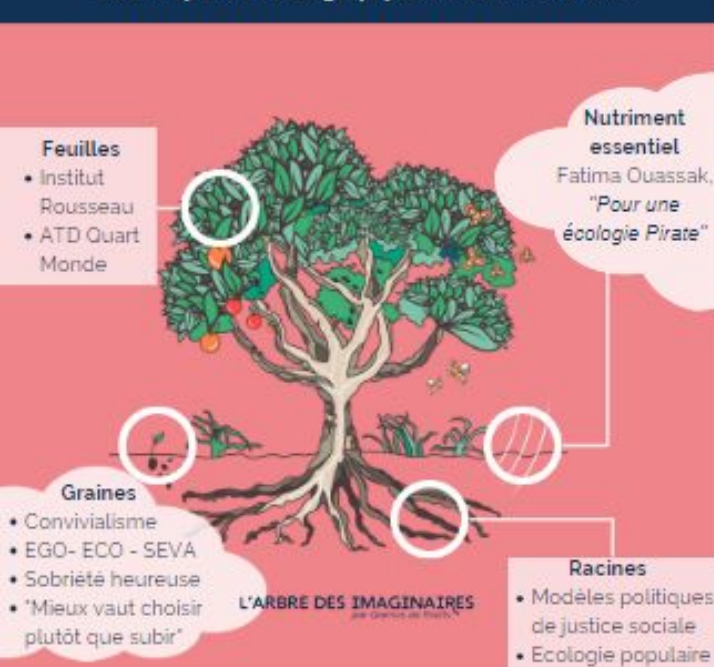 Feuilles
• Institut
Rousseau
• ATD Quart
Monde
Nutriment
essentiel
Fatima Ouassak,
"Pour une
écologie Pirate"
Graines
• Convivialisme
• EGO- ECO - SEVA
• Sobriété heureuse
• "Mieux vaut choisir
plutôt que subir"
L'ARBRE DES IMAGINAIRES
Racines
• Modèles politiques
de justice sociale
• Ecologie populaire